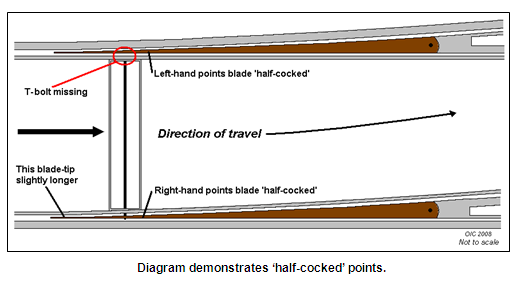 Left-hand points blade 'half-cocked'
T-bolt missing
Direction of travel
This blade-tip
slightly longer
Right-hand points blade 'half-cocked'
OIC 2008
Not to scale
Diagram demonstrates ‘half-cocked’ points.